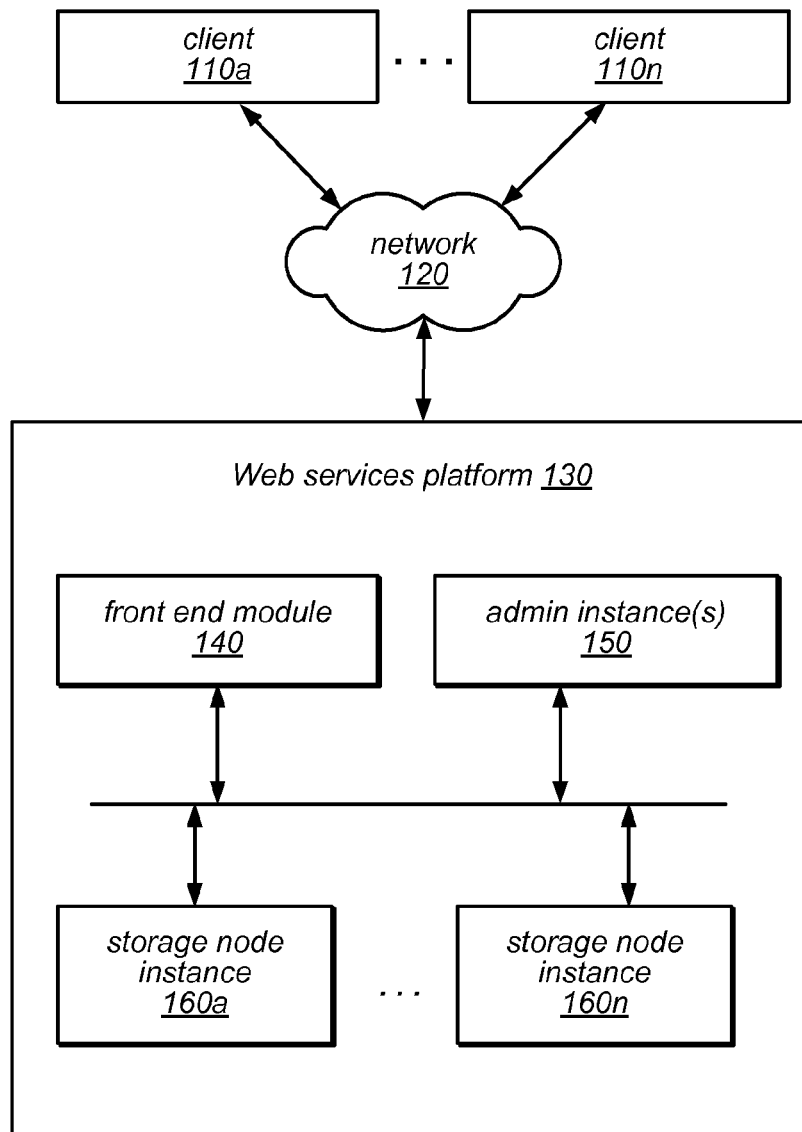 client
110a
. . .
client
110n
network
120
Web services platform 130
front end module
140
admin instance(s)
150
storage node
instance
160a
. . .
storage node
instance
160n